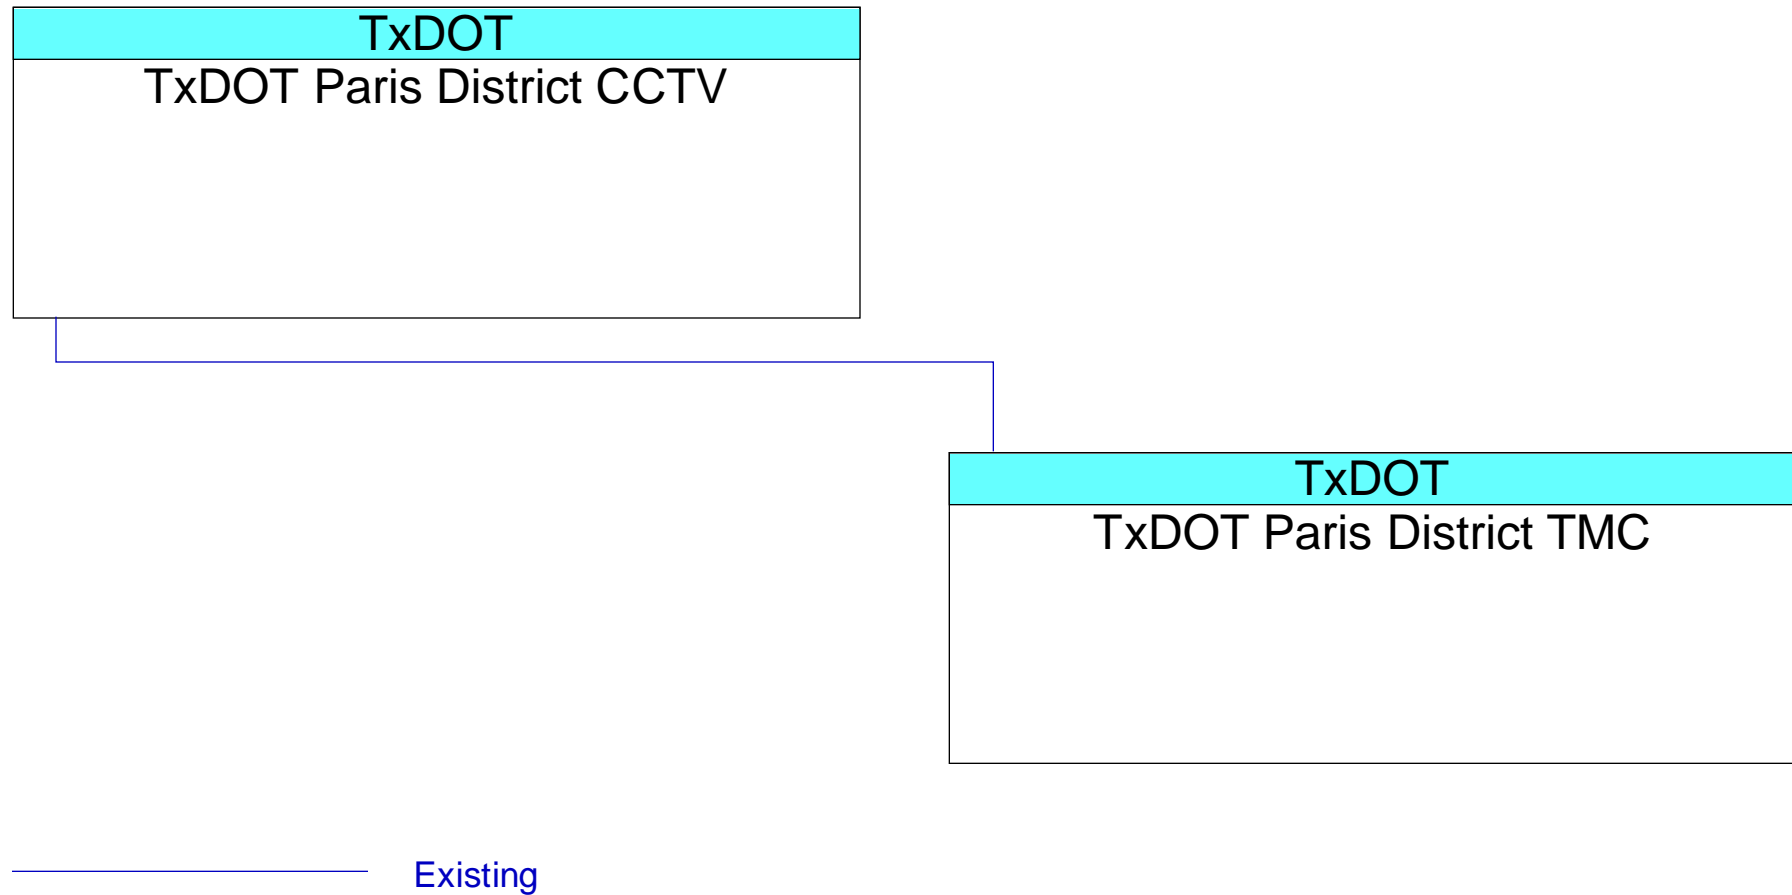 TxDOT
TxDOT Paris District CCTV
TxDOT
TxDOT Paris District TMC
Existing